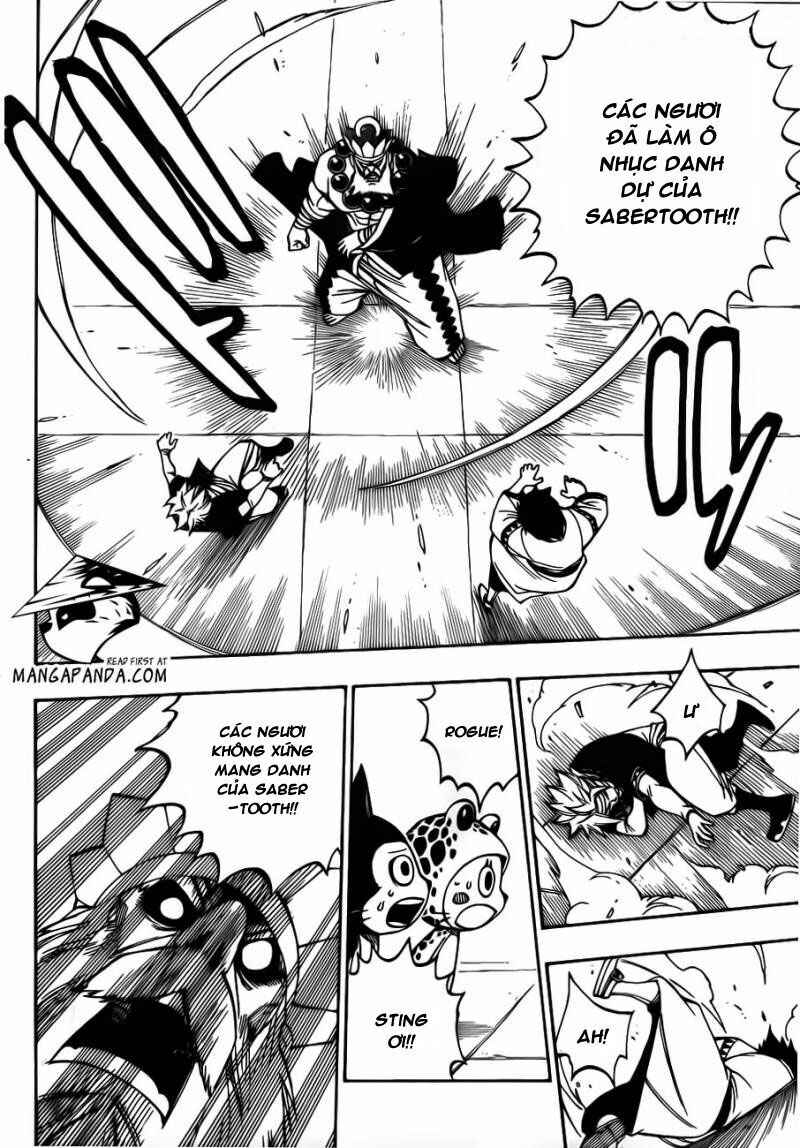 CÁC NGƯƠI
ĐÃ LÀM Ô
NHỤC DANH
DỰ CỦA
SABERTOOTH!!
READ FIRST AT
MANGAPANDA.COM
Ư
ROGUE!
CÁC NGƯƠI
KHÔNG XỨNG
MANG DANH
CỦA SABER
-TOOTH!!
STING
ƠI!!
AH!